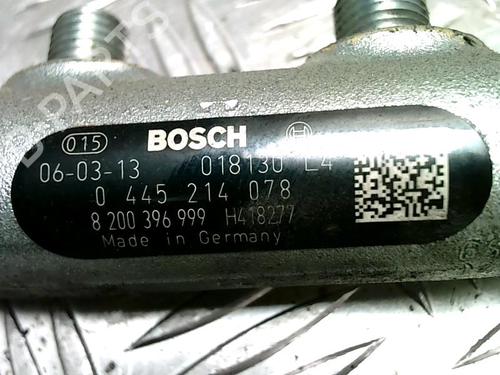 015 BOSCH
06-03-13 018130 L4
0 445 214 078
8 200 396 999 H418277
Made in Germany